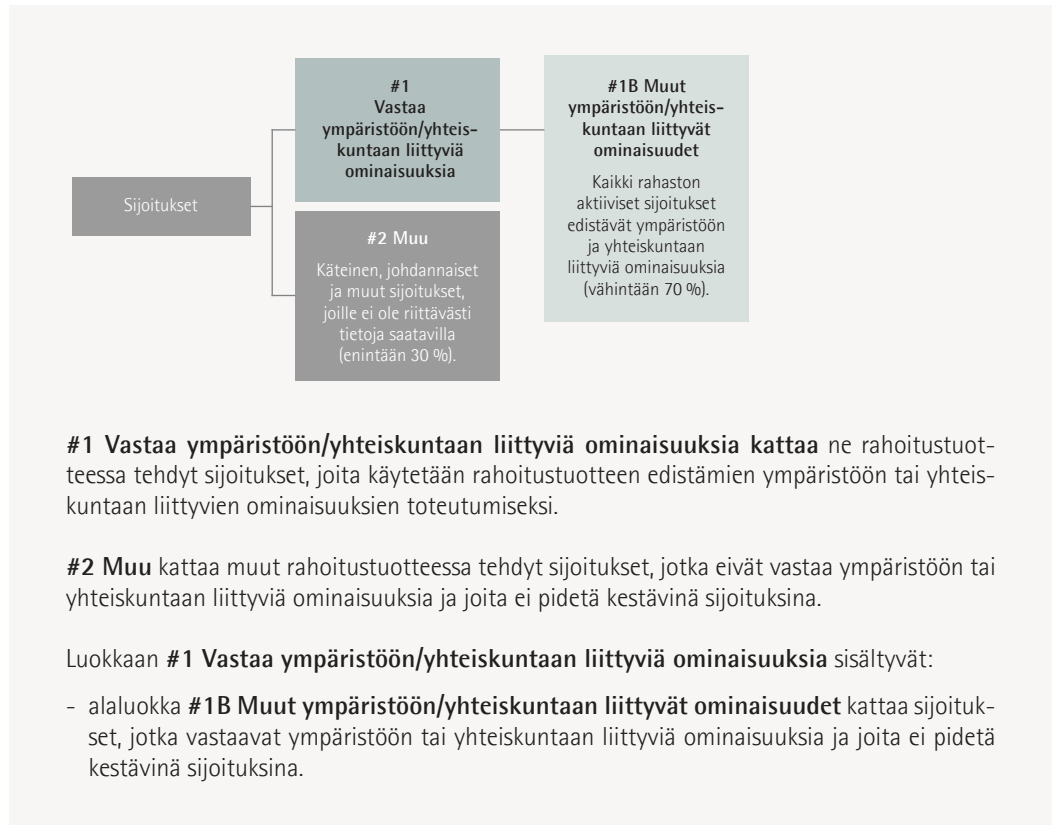 Sijoitukset
#1
Vastaa
ympäristöön/yhteis-
kuntaan liittyviä
ominaisuuksia
#2 Muu
Käteinen, johdannaiset
ja muut sijoitukset,
joille ei ole riittävästi
tietoja saatavilla
(enintään 30 %).
#1B Muut
ympäristöön/yhteis-
kuntaan liittyvät
ominaisuudet
Kaikki rahaston
aktiiviset sijoitukset
edistävät ympäristöön
ja yhteiskuntaan
liittyviä ominaisuuksia
(vähintään 70 %).
#1 Vastaa ympäristöön/yhteiskuntaan liittyviä ominaisuuksia kattaa ne rahoitustuot-
teessa tehdyt sijoitukset, joita käytetään rahoitustuotteen edistämien ympäristöön tai yhteis-
kuntaan liittyvien ominaisuuksien toteutumiseksi.
#2 Muu kattaa muut rahoitustuotteessa tehdyt sijoitukset, jotka eivät vastaa ympäristöön tai
yhteiskuntaan liittyviä ominaisuuksia ja joita ei pidetä kestävinä sijoituksina.
Luokkaan #1 Vastaa ympäristöön/yhteiskuntaan liittyviä ominaisuuksia sisältyvät:
- alaluokka #1B Muut ympäristöön/yhteiskuntaan liittyvät ominaisuudet kattaa sijoituk-
set, jotka vastaavat ympäristöön tai yhteiskuntaan liittyviä ominaisuuksia ja joita ei pidetä
kestävinä sijoituksina.